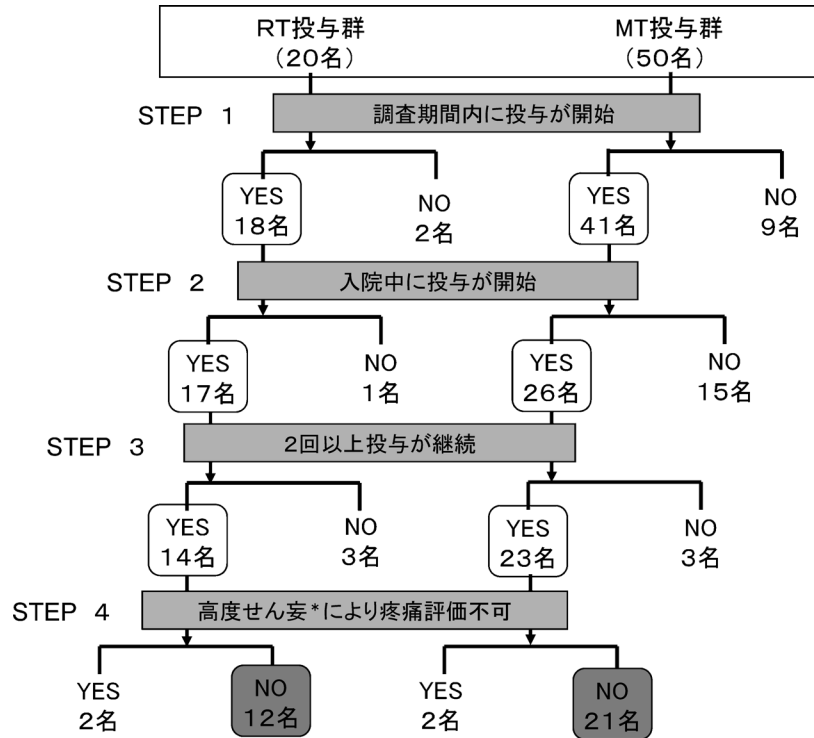 RT投与群
(20名)
MT投与群
(50名)
STEP 1
調査期間内に投与が開始
YES
18名
NO
2名
YES
41名
NO
9名
STEP 2
入院中に投与が開始
YES
17名
NO
1名
YES
26名
NO
15名
STEP 3
2回以上投与が継続
YES
14名
NO
3名
YES
23名
NO
3名
STEP 4
高度せん妄*により疼痛評価不可
YES
2名
NO
12名
YES
2名
NO
21名